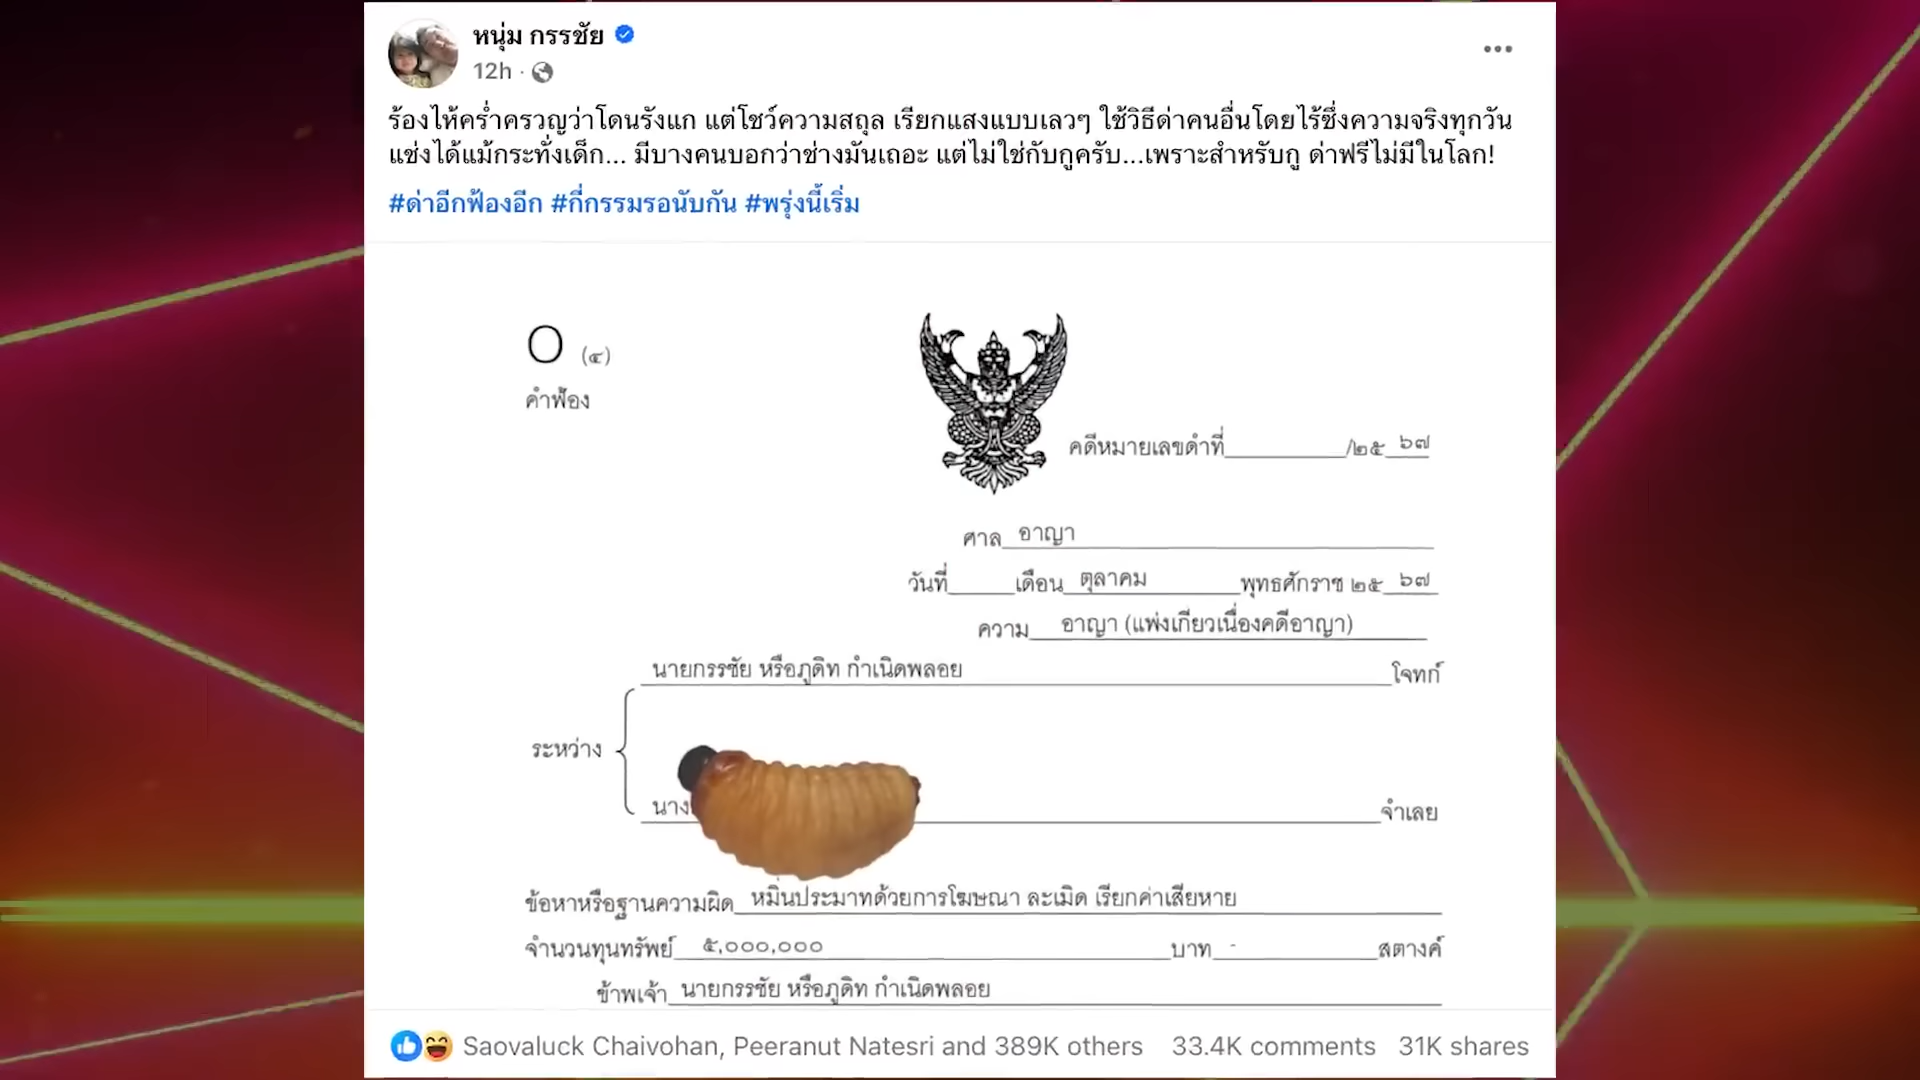 หนุ่ม กรรชัย
12h ·
ร้องไห้คร่ำครวญว่าโดนรังแก แต่โชว์ความสถุล เรียกแสงแบบเลวๆ ใช้วิธีด่าคนอื่นโดยไร้ซึ่งความจริงทุกวัน
แช่งได้แม้กระทั่งเด็ก... มีบางคนบอกว่าช่างมันเถอะ แต่ไม่ใช่กับกูครับ...เพราะสำหรับกู ด่าฟรีไม่มีในโลก!
#ด่าอีกฟ้องอีก #กี่กรรมรอนับกัน #พรุ่งนี้เริ่ม
O (๔)
คำฟ้อง
คดีหมายเลขดำที่ /๒๕ ๖๗
ศาล อาญา
วันที่ เดือน ตุลาคม พุทธศักราช ๒๕ ๖๗
ความ อาญา (แพ่งเกี่ยวเนื่องคดีอาญา)
นายกรรชัย หรือภูดิท กำเนิดพลอย โจทก์
ระหว่าง
นาง จำเลย
ข้อหาหรือฐานความผิด หมิ่นประมาทด้วยการโฆษณา ละเมิด เรียกค่าเสียหาย
จำนวนทุนทรัพย์ ๕,๐๐๐,๐๐๐ บาท - สตางค์
ข้าพเจ้า นายกรรชัย หรือภูดิท กำเนิดพลอย
Saovaluck Chaivohan, Peeranut Natesri and 389K others 33.4K comments 31K shares